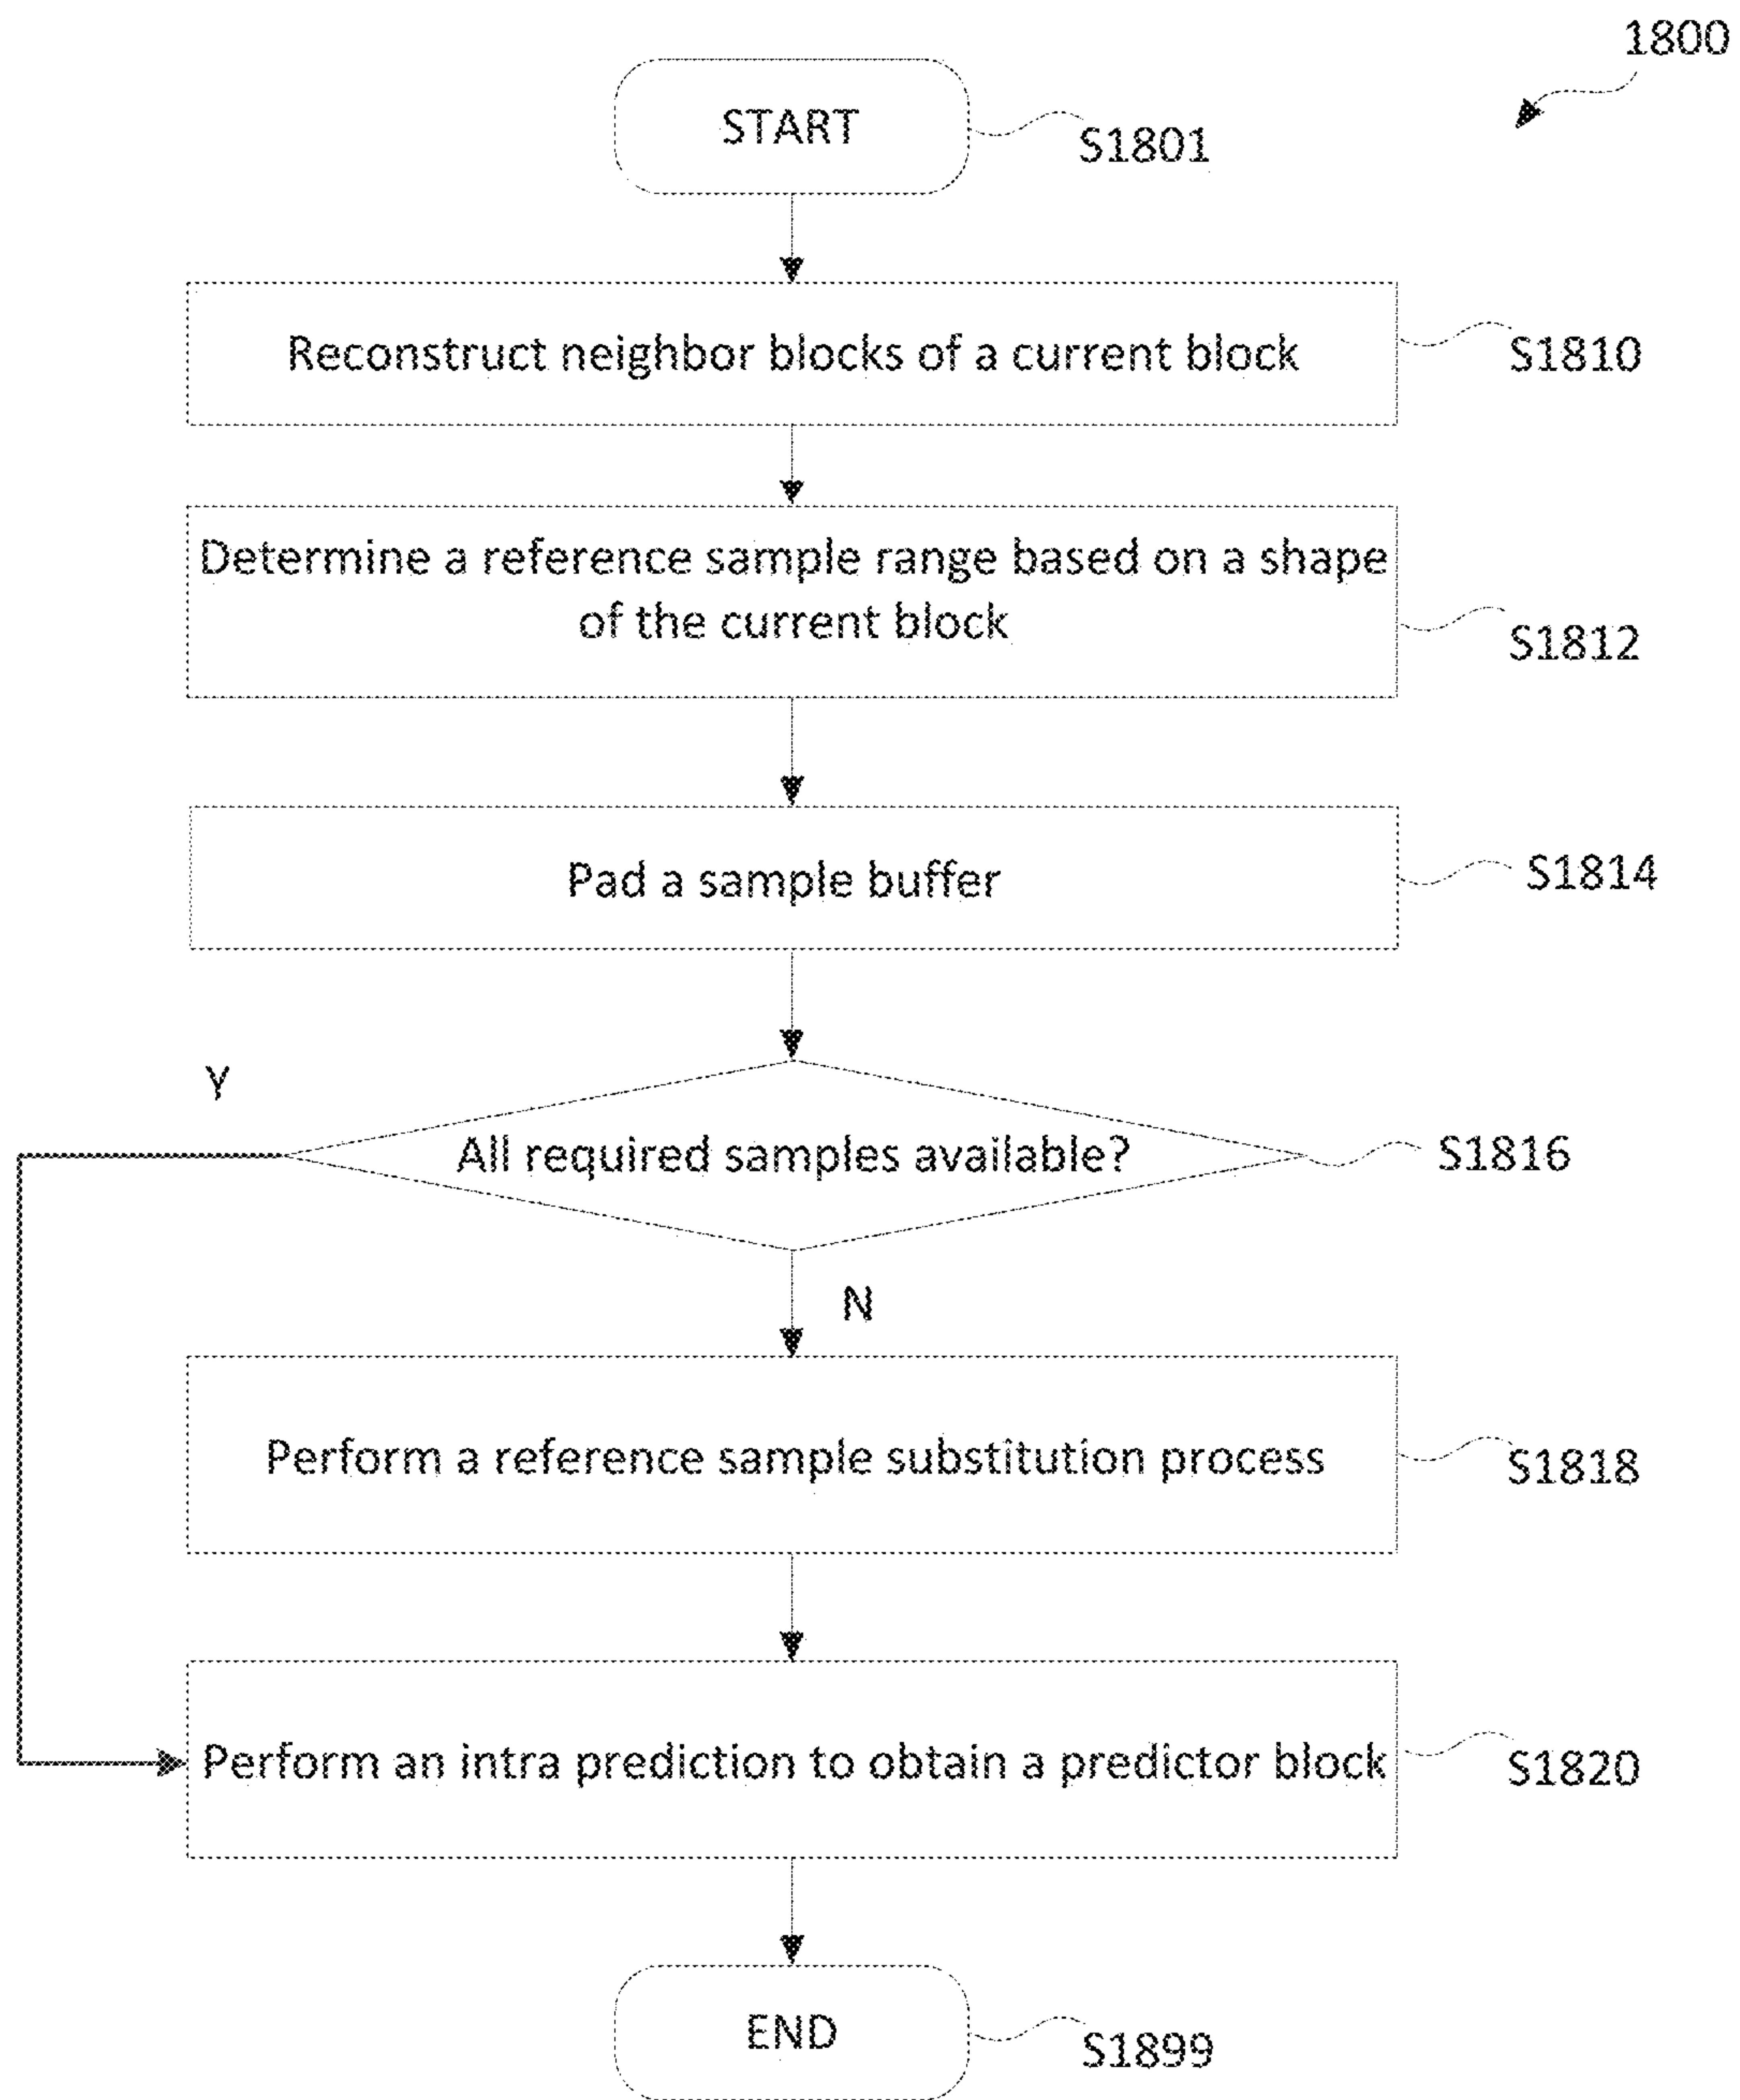 1800
START
S1801
Reconstruct neighbor blocks of a current block
S1810
Determine a reference sample range based on a shape
of the current block
S1812
Pad a sample buffer
S1814
Y
All required samples available?
S1816
N
Perform a reference sample substitution process
S1818
Perform an intra prediction to obtain a predictor block
S1820
END
S1899